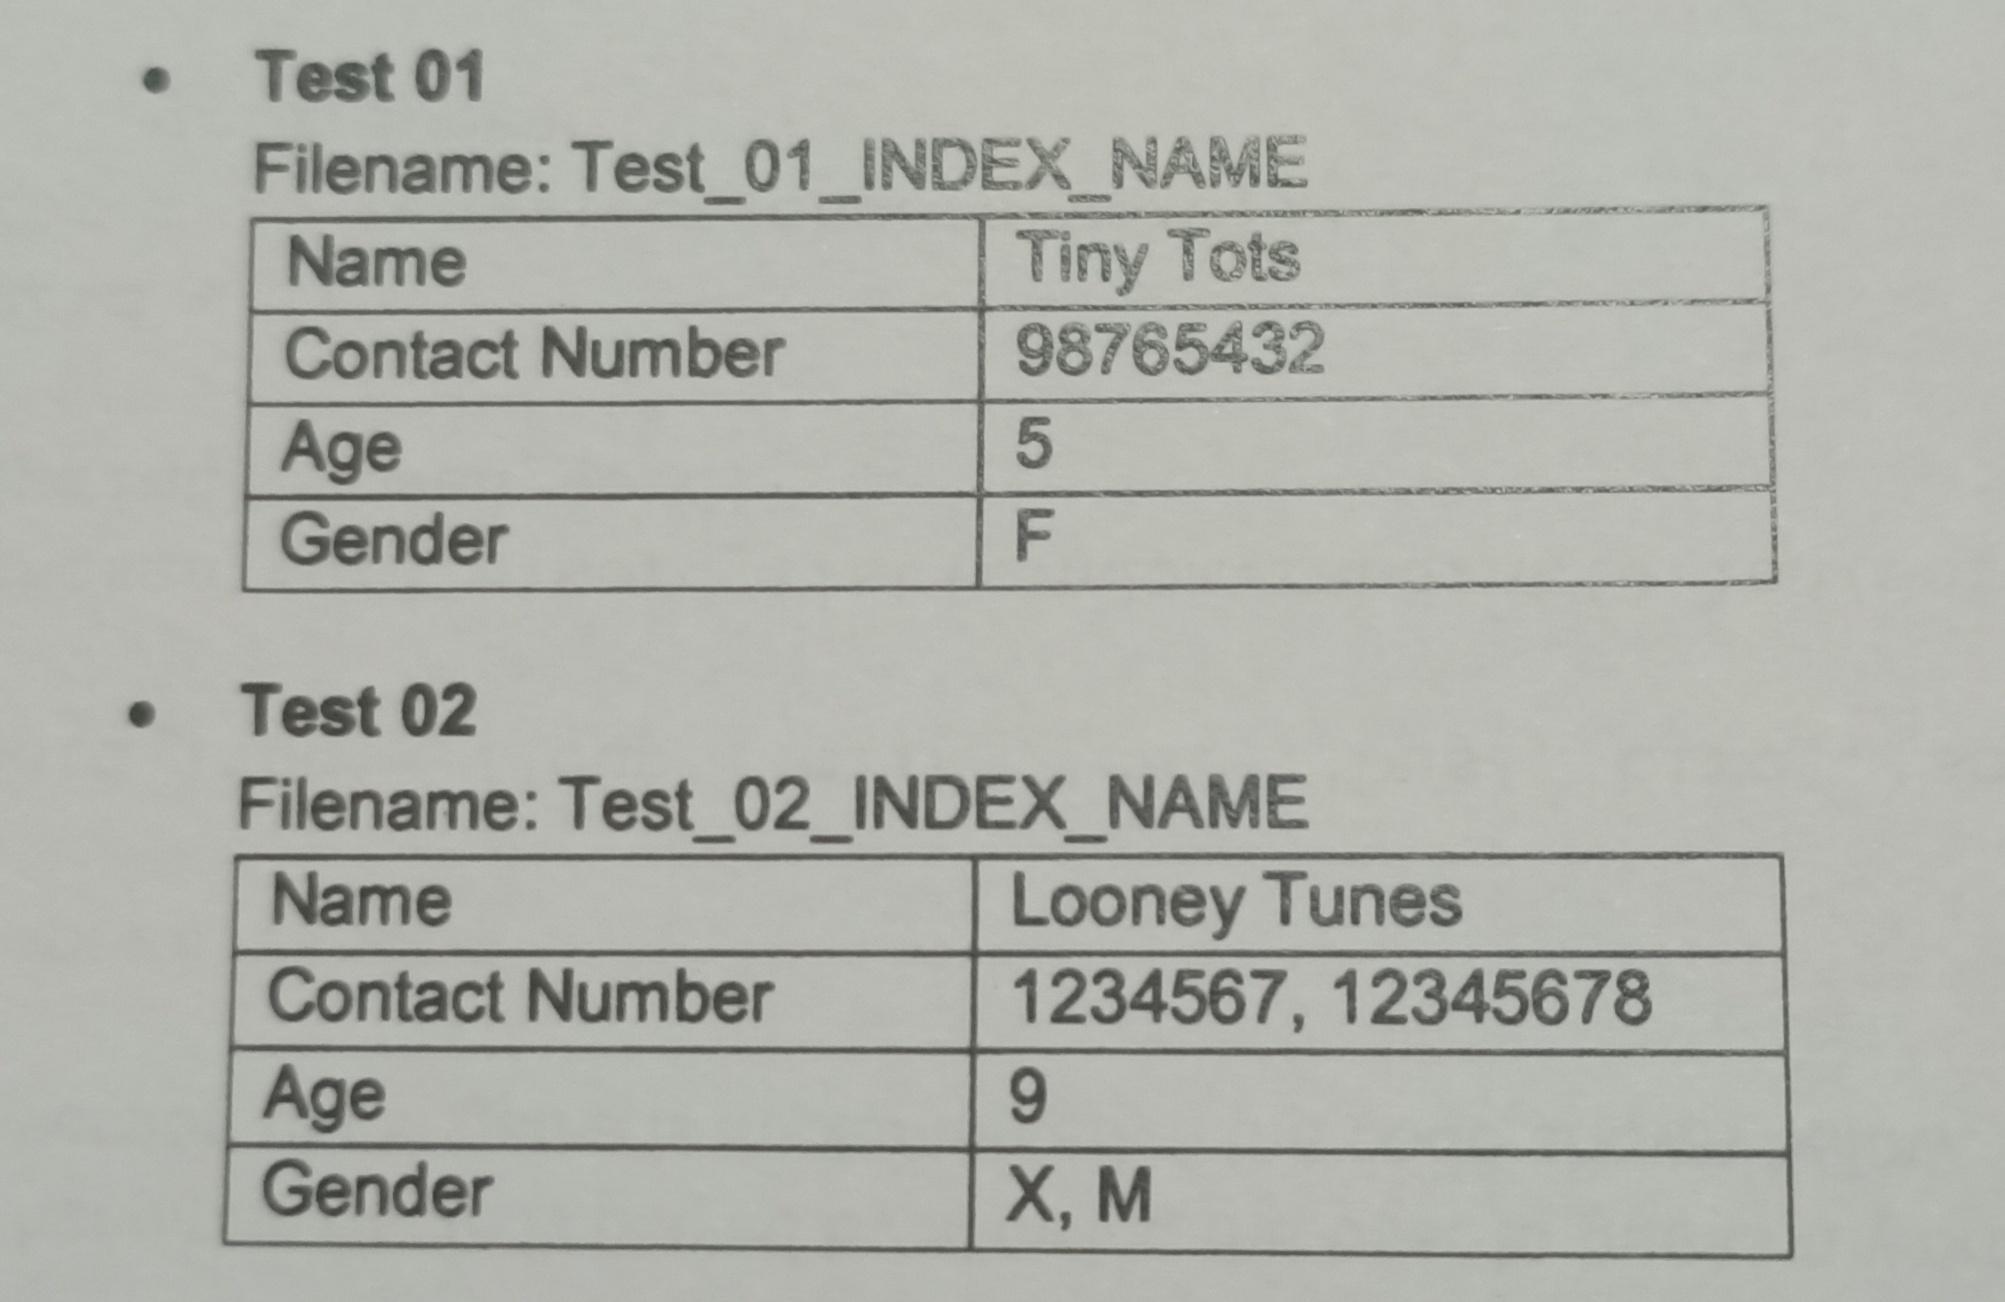 • Test 01
Filename: Test_01_INDEX_NAME
Name Tiny Tots
Contact Number 98765432
Age 5
Gender F
• Test 02
Filename: Test_02_INDEX_NAME
Name Looney Tunes
Contact Number 1234567, 12345678
Age 9
Gender X, M